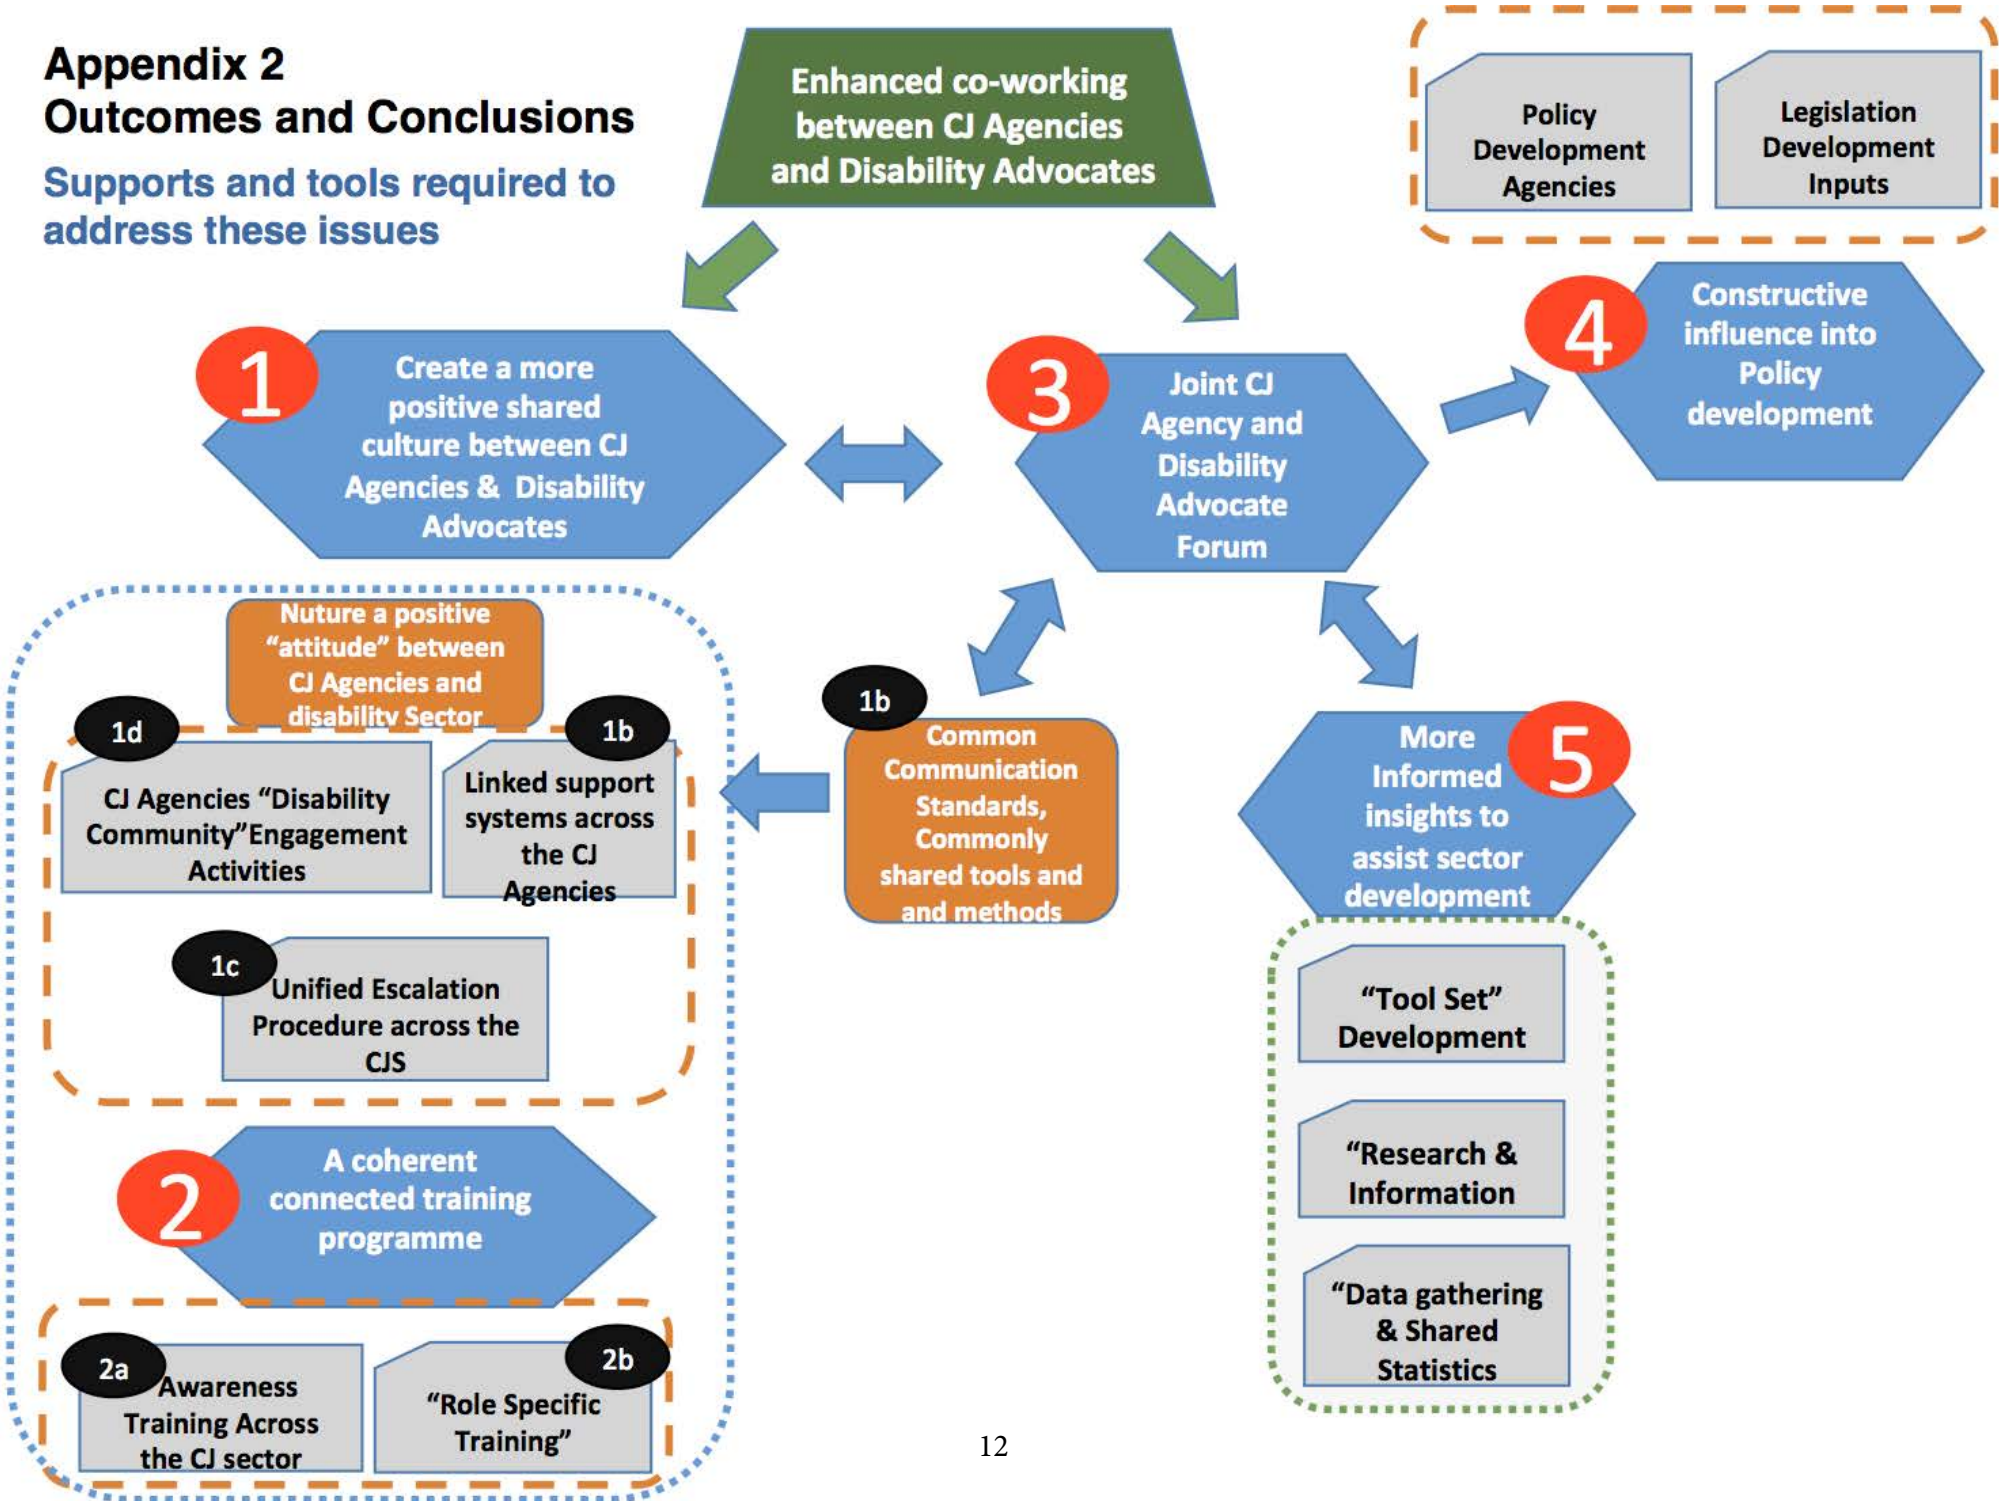 Appendix 2
Outcomes and Conclusions
Supports and tools required to
address these issues
Enhanced co-working
between CJ Agencies
and Disability Advocates
Policy
Development
Agencies
Legislation
Development
Inputs
1
Create a more
positive shared
culture between CJ
Agencies & Disability
Advocates
3
Joint CJ
Agency and
Disability
Advocate
Forum
4
Constructive
influence into
Policy
development
Nuture a positive
“attitude” between
CJ Agencies and
disability Sector
1d
CJ Agencies “Disability
Community”Engagement
Activities
1b
Linked support
systems across
the CJ
Agencies
1c
Unified Escalation
Procedure across the
CJS
1b
Common
Communication
Standards,
Commonly
shared tools and
and methods
5
More
Informed
insights to
assist sector
development
“Tool Set”
Development
“Research &
Information
“Data gathering
& Shared
Statistics
2
A coherent
connected training
programme
2a
Awareness
Training Across
the CJ sector
2b
“Role Specific
Training”
12